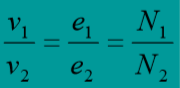 v₁/v₂ = e₁/e₂ = N₁/N₂